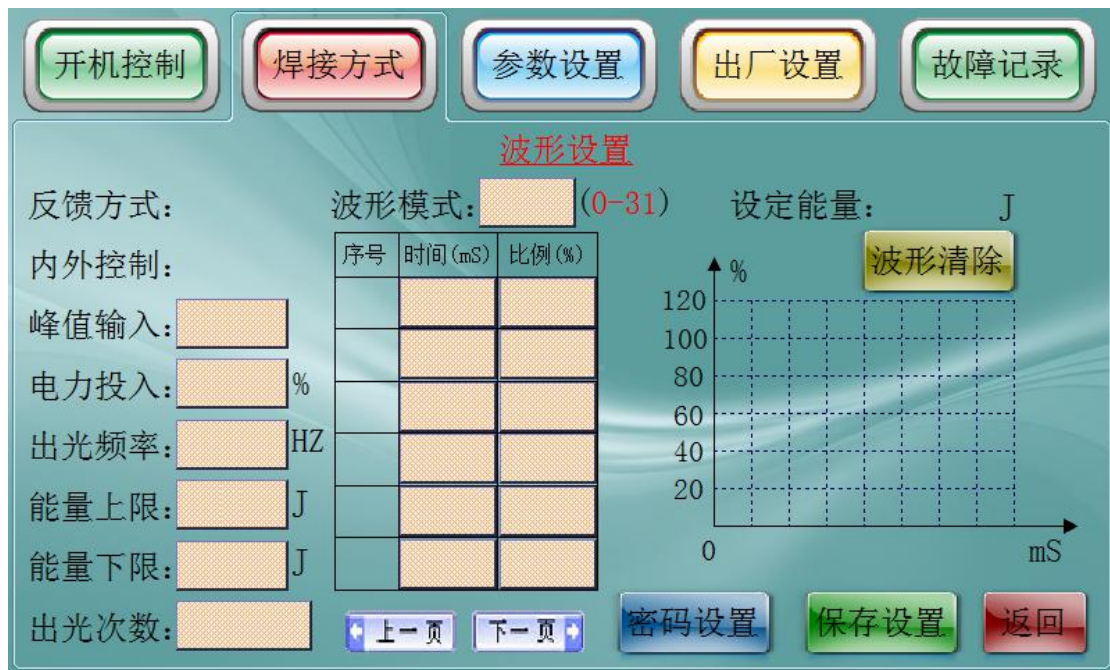 开机控制 焊接方式 参数设置 出厂设置 故障记录
波形设置
反馈方式: 波形模式: (0-31) 设定能量: J
内外控制: 序号 时间(mS) 比例(%) % 波形清除
峰值输入: 120
100
电力投入: % 80
60
出光频率: HZ 40
能量上限: J 20
能量下限: J 0 mS
出光次数: 上一页 下一页 密码设置 保存设置 返回